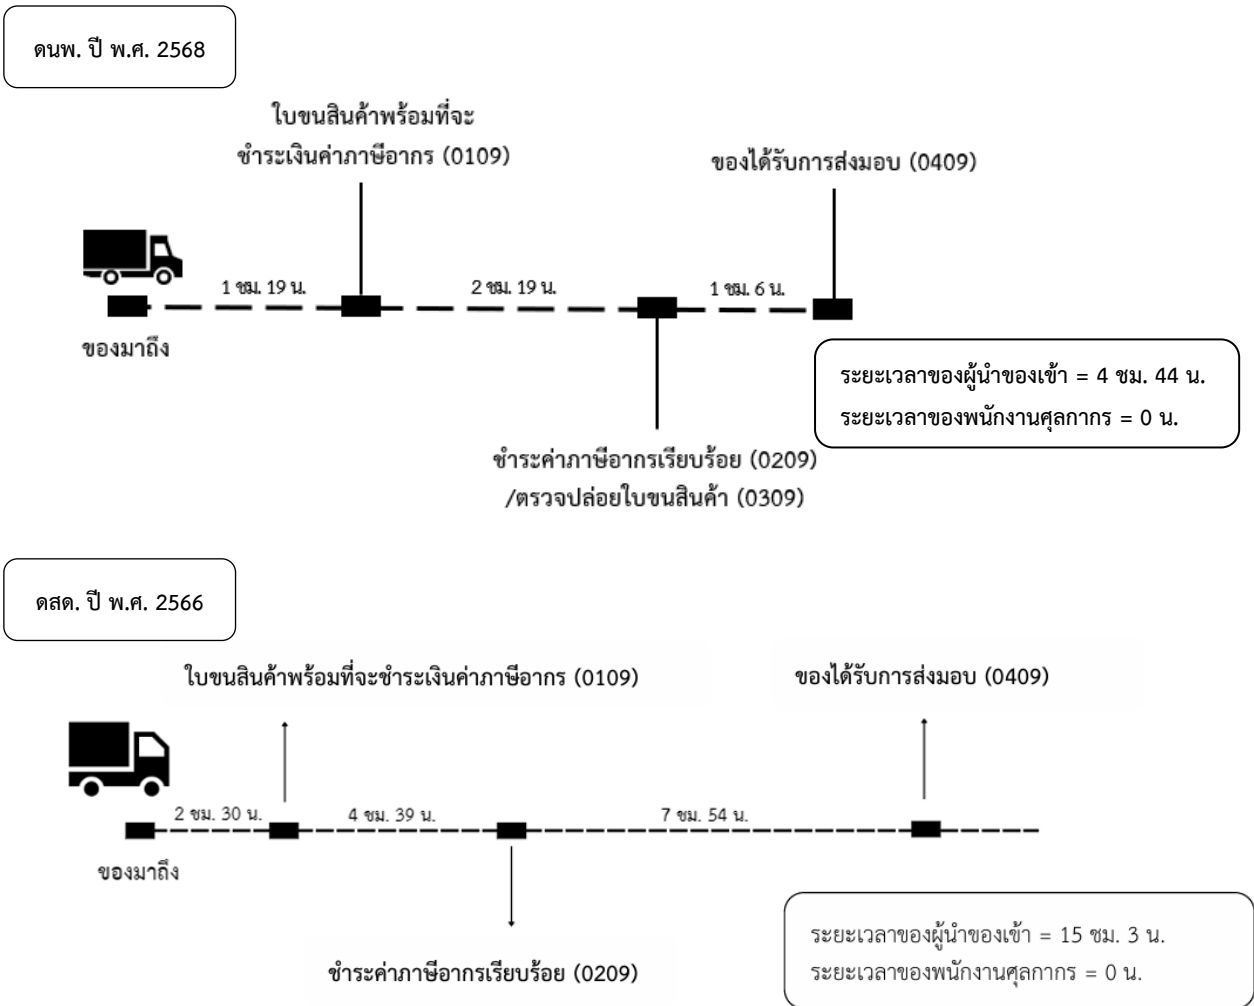 ดนพ. ปี พ.ศ. 2568
ใบขนสินค้าพร้อมที่จะ
ชำระเงินค่าภาษีอากร (0109)
ของได้รับการส่งมอบ (0409)
1 ชม. 19 น.
2 ชม. 19 น.
1 ชม. 6 น.
ของมาถึง
ระยะเวลาของผู้นำของเข้า = 4 ชม. 44 น.
ระยะเวลาของพนักงานศุลกากร = 0 น.
ชำระค่าภาษีอากรเรียบร้อย (0209)
/ตรวจปล่อยใบขนสินค้า (0309)
ดสด. ปี พ.ศ. 2566
ใบขนสินค้าพร้อมที่จะชำระเงินค่าภาษีอากร (0109)
ของได้รับการส่งมอบ (0409)
2 ชม. 30 น.
4 ชม. 39 น.
7 ชม. 54 น.
ของมาถึง
ระยะเวลาของผู้นำของเข้า = 15 ชม. 3 น.
ระยะเวลาของพนักงานศุลกากร = 0 น.
ชำระค่าภาษีอากรเรียบร้อย (0209)